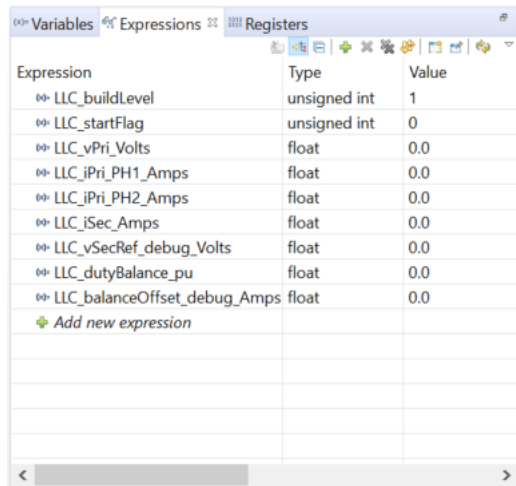 Variables Expressions Registers
Expression Type Value
LLC_buildLevel unsigned int 1
LLC_startFlag unsigned int 0
LLC_vPri_Volts float 0.0
LLC_iPri_PH1_Amps float 0.0
LLC_iPri_PH2_Amps float 0.0
LLC_iSec_Amps float 0.0
LLC_vSecRef_debug_Volts float 0.0
LLC_dutyBalance_pu float 0.0
LLC_balanceOffset_debug_Amps float 0.0
Add new expression